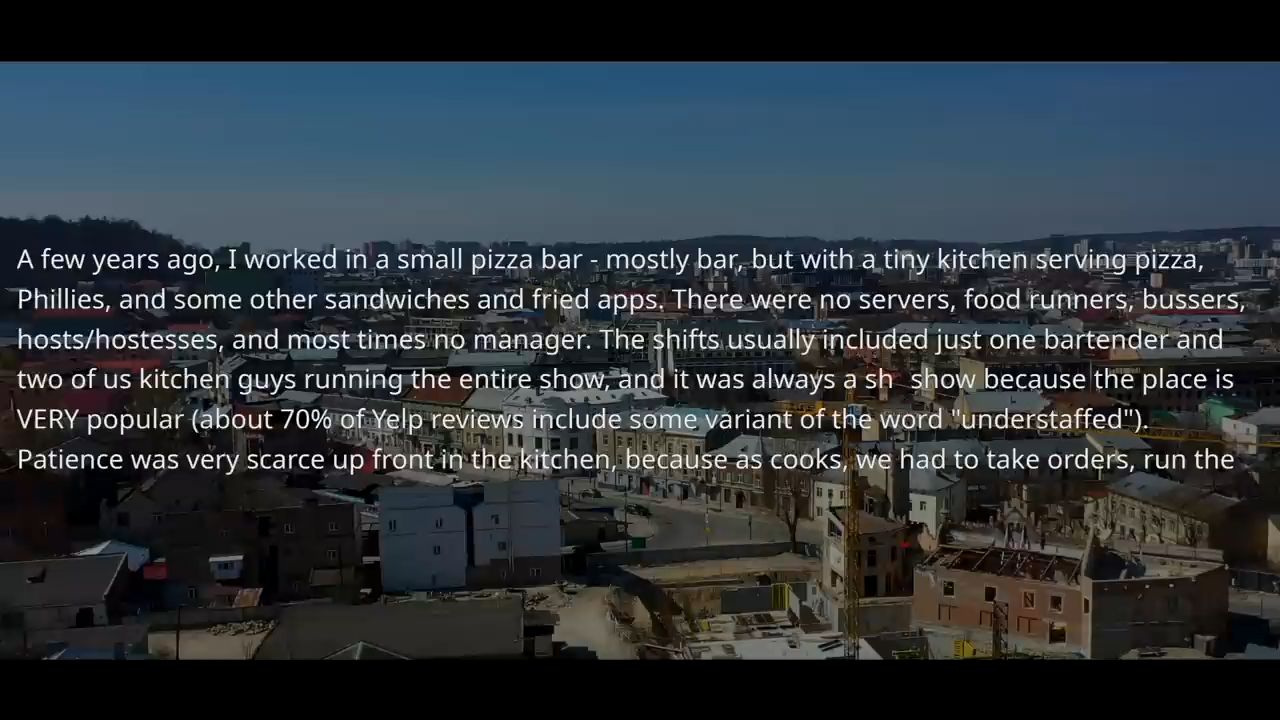 A few years ago, I worked in a small pizza bar - mostly bar, but with a tiny kitchen serving pizza,
Phillies, and some other sandwiches and fried apps. There were no servers, food runners, bussers,
hosts/hostesses, and most times no manager. The shifts usually included just one bartender and
two of us kitchen guys running the entire show, and it was always a sh  show because the place is
VERY popular (about 70% of Yelp reviews include some variant of the word "understaffed").
Patience was very scarce up front in the kitchen, because as cooks, we had to take orders, run the